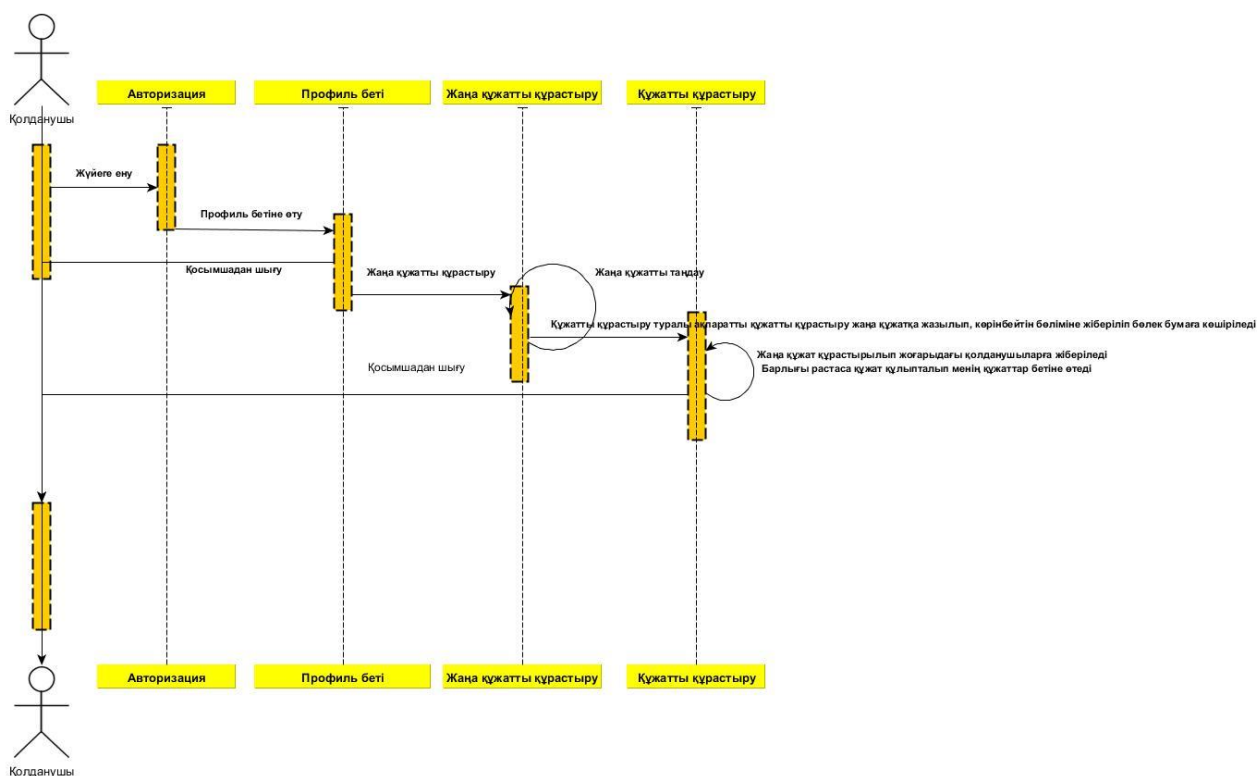 Қолданушы
Авторизация
Профиль беті
Жаңа құжатты құрастыру
Құжатты құрастыру
Жүйеге ену
Профиль бетіне өту
Қосымшадан шығу
Жаңа құжатты құрастыру
Жаңа құжатты таңдау
Құжатты құрастыру туралы ақпаратты құжатты құрастыру жаңа құжатқа жазылып, көрінбейтін бөліміне жіберіліп бөлек бумаға көшіріледі
Жаңа құжат құрастырылып жоғарыдағы қолданушыларға жіберіледі
Барлығы растаса құжат құлыпталып менің құжаттар бетіне өтеді
Қосымшадан шығу
Авторизация
Профиль беті
Жаңа құжатты құрастыру
Құжатты құрастыру
Қолданушы